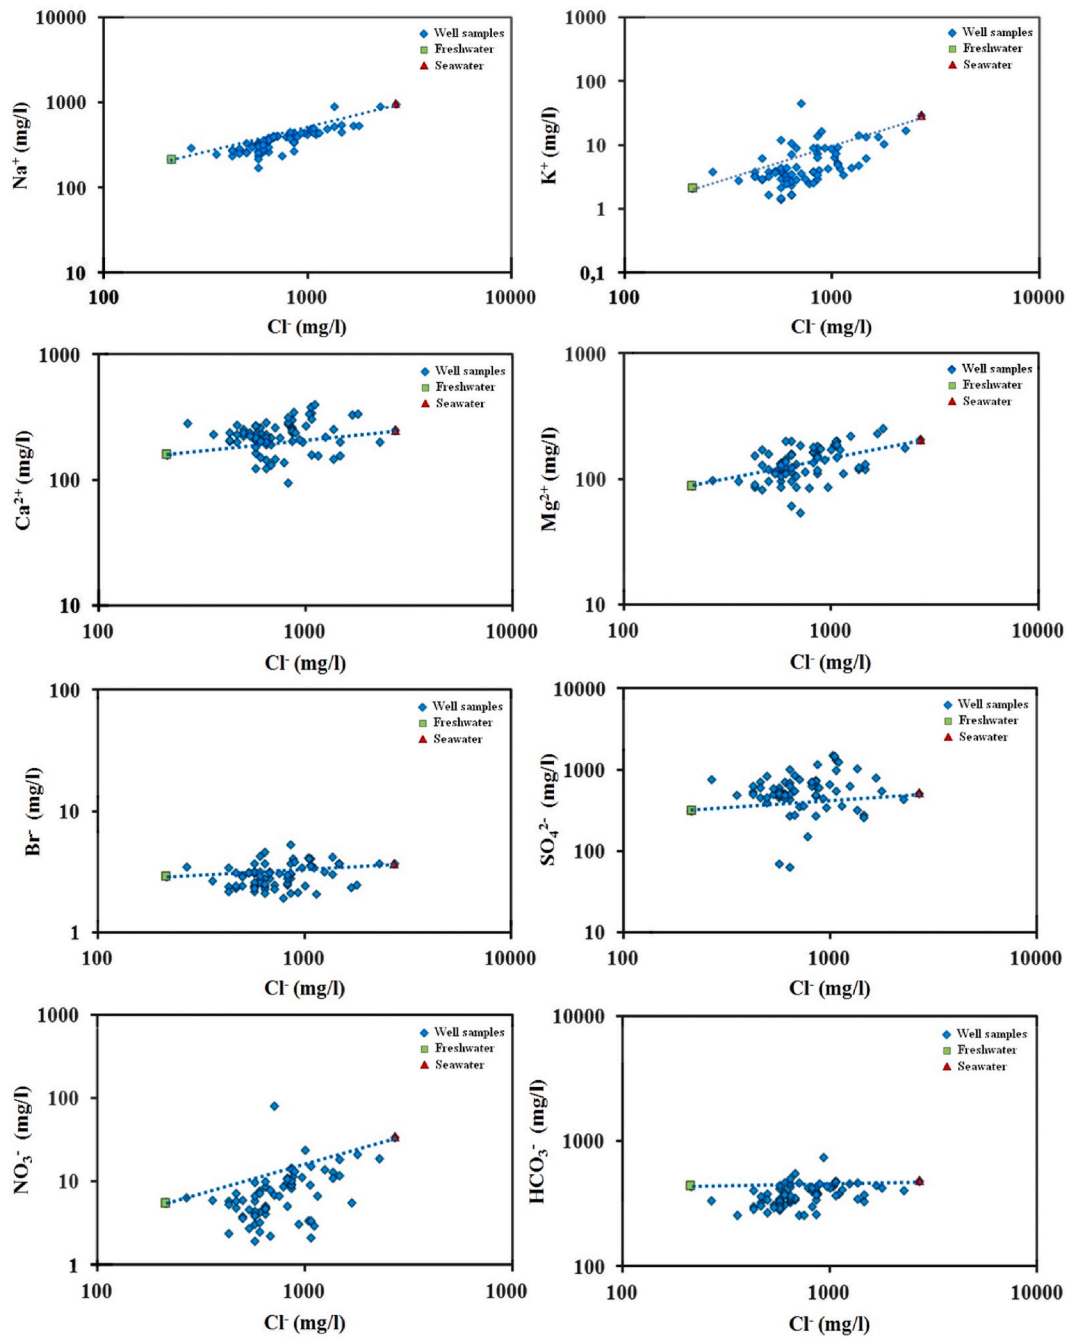 10000
1000
100
10
Na⁺ (mg/l)
100
1000
10000
Cl⁻ (mg/l)
Well samples
Freshwater
Seawater
1000
100
10
1
0,1
K⁺ (mg/l)
100
1000
10000
Cl⁻ (mg/l)
Well samples
Freshwater
Seawater
1000
100
10
Ca²⁺ (mg/l)
100
1000
10000
Cl⁻ (mg/l)
Well samples
Freshwater
Seawater
1000
100
10
Mg²⁺ (mg/l)
100
1000
10000
Cl⁻ (mg/l)
Well samples
Freshwater
Seawater
100
10
1
Br⁻ (mg/l)
100
1000
10000
Cl⁻ (mg/l)
Well samples
Freshwater
Seawater
10000
1000
100
10
SO₄²⁻ (mg/l)
100
1000
10000
Cl⁻ (mg/l)
Well samples
Freshwater
Seawater
1000
100
10
1
NO₃⁻ (mg/l)
100
1000
10000
Cl⁻ (mg/l)
Well samples
Freshwater
Seawater
10000
1000
100
HCO₃⁻ (mg/l)
100
1000
10000
Cl⁻ (mg/l)
Well samples
Freshwater
Seawater